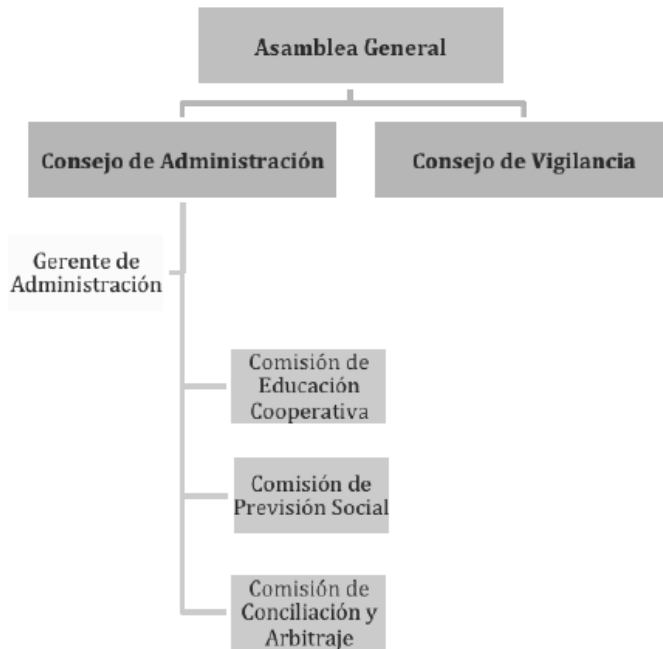 Asamblea General
Consejo de Administración
Consejo de Vigilancia
Gerente de
Administración
Comisión de
Educación
Cooperativa
Comisión de
Previsión Social
Comisión de
Conciliación y
Arbitraje